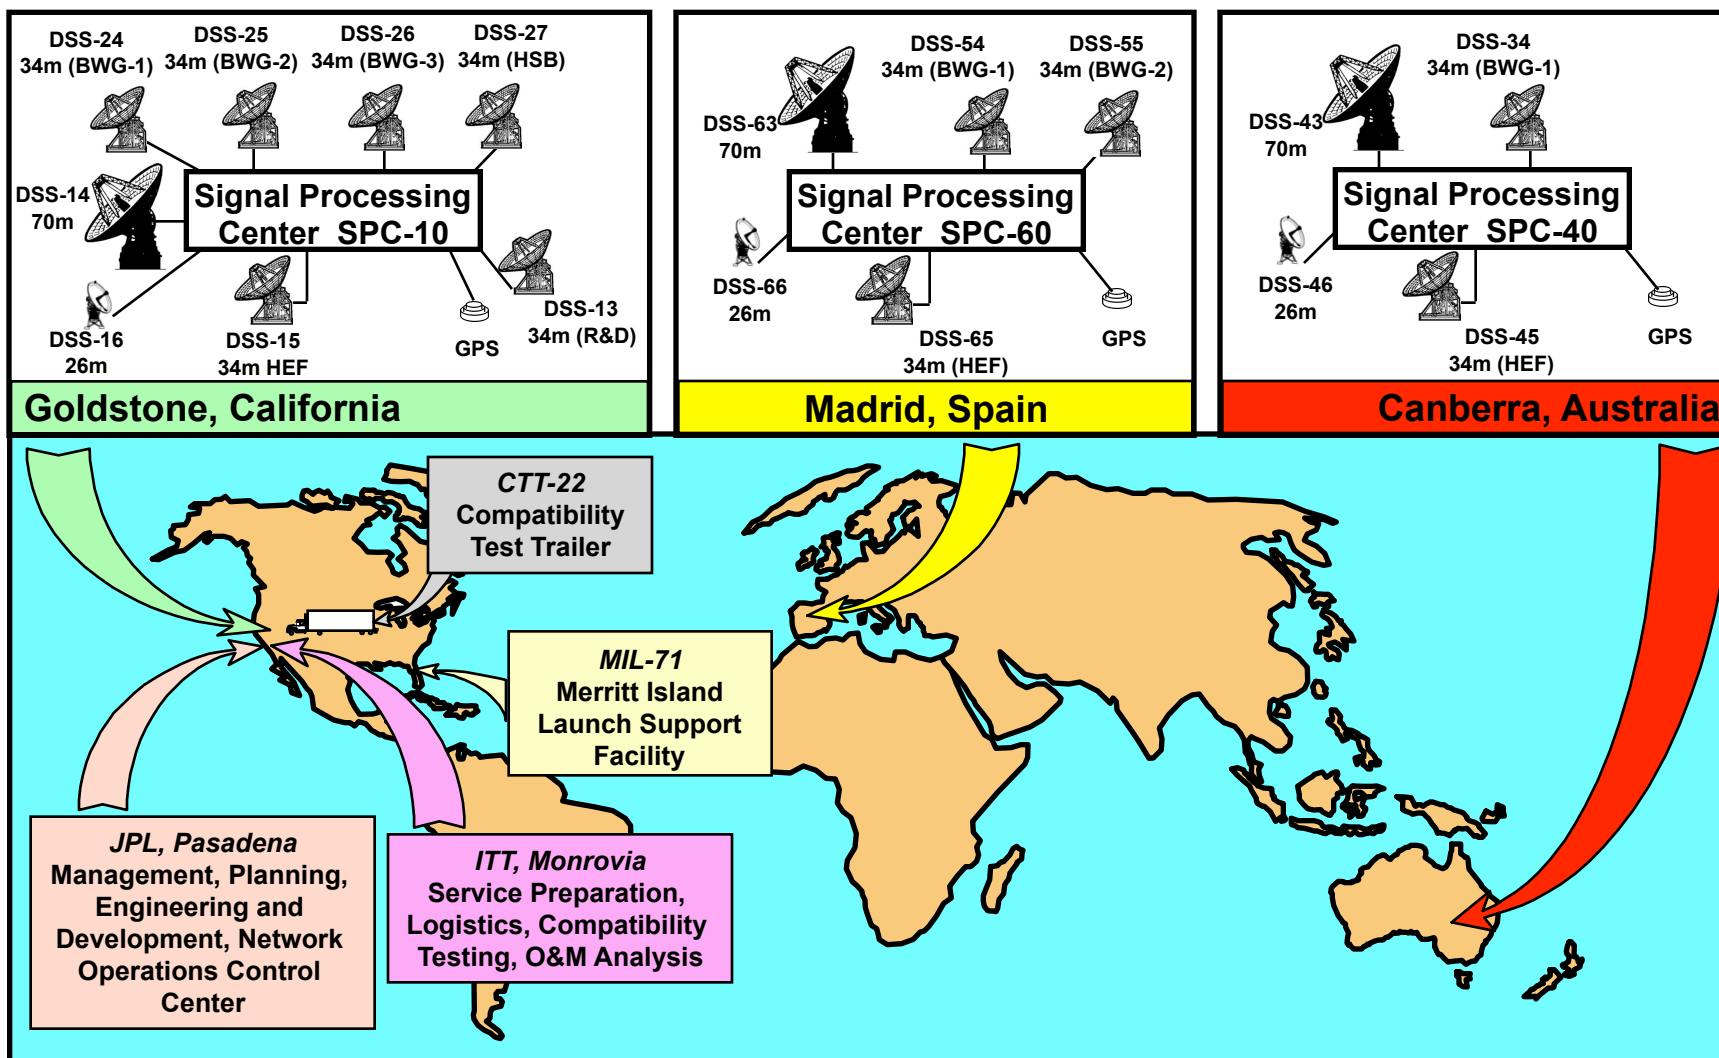 DSS-24
34m (BWG-1)
DSS-25
34m (BWG-2)
DSS-26
34m (BWG-3)
DSS-27
34m (HSB)
DSS-14
70m
Signal Processing
Center SPC-10
DSS-16
26m
DSS-15
34m HEF
GPS
DSS-13
34m (R&D)
Goldstone, California
DSS-63
70m
DSS-54
34m (BWG-1)
DSS-55
34m (BWG-2)
Signal Processing
Center SPC-60
DSS-66
26m
DSS-65
34m (HEF)
GPS
Madrid, Spain
DSS-43
70m
DSS-34
34m (BWG-1)
Signal Processing
Center SPC-40
DSS-46
26m
DSS-45
34m (HEF)
GPS
Canberra, Australia
CTT-22
Compatibility
Test Trailer
MIL-71
Merritt Island
Launch Support
Facility
JPL, Pasadena
Management, Planning,
Engineering and
Development, Network
Operations Control
Center
ITT, Monrovia
Service Preparation,
Logistics, Compatibility
Testing, O&M Analysis